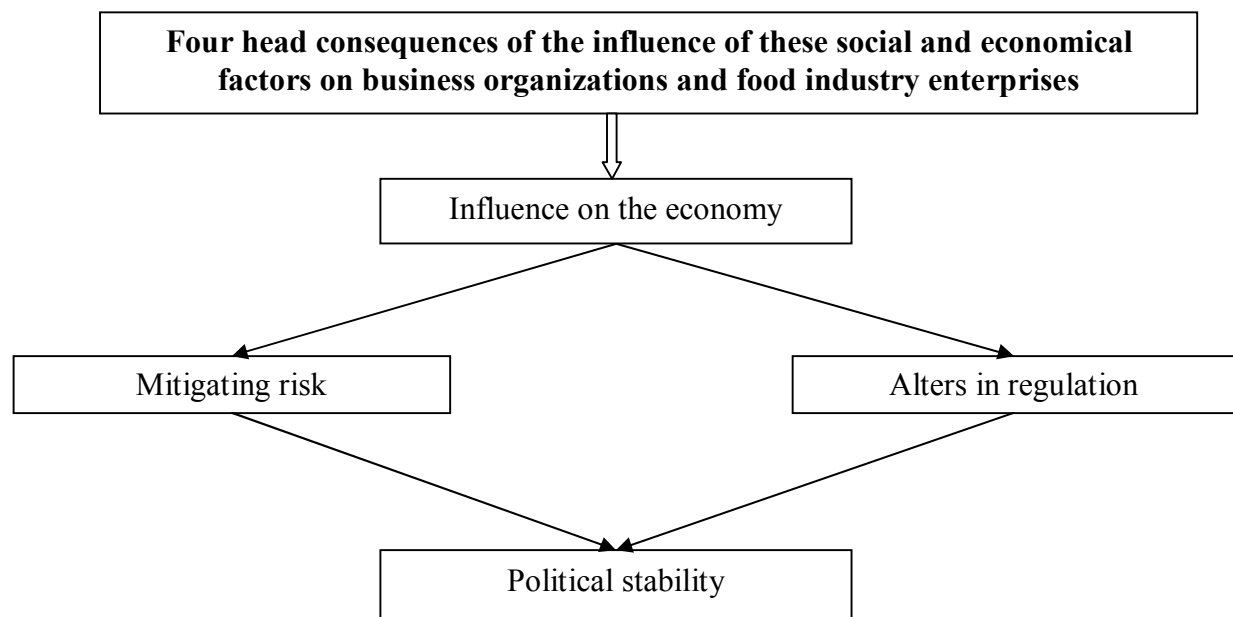 Four head consequences of the influence of these social and economical
factors on business organizations and food industry enterprises
Influence on the economy
Mitigating risk
Alters in regulation
Political stability